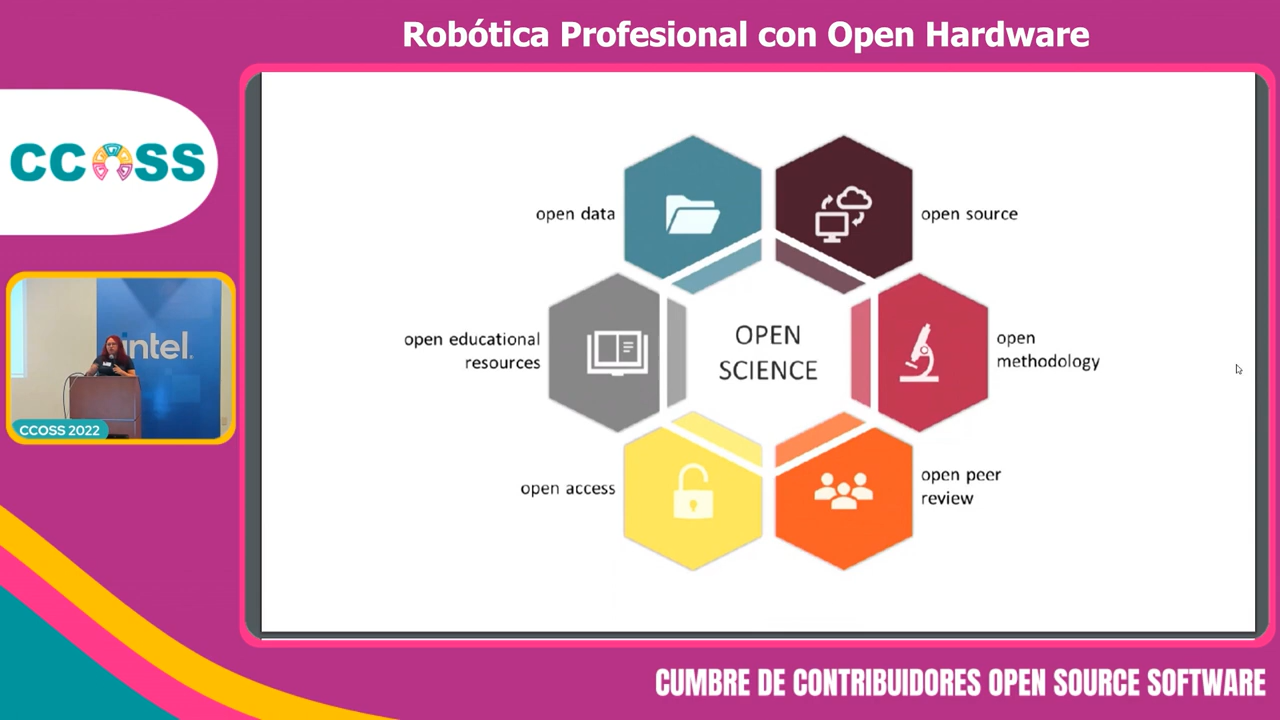 Robótica Profesional con Open Hardware
CCOSS
intel.
CCOSS 2022
open data
open source
open educational
resources
OPEN
SCIENCE
open
methodology
open access
open peer
review
CUMBRE DE CONTRIBUIDORES OPEN SOURCE SOFTWARE